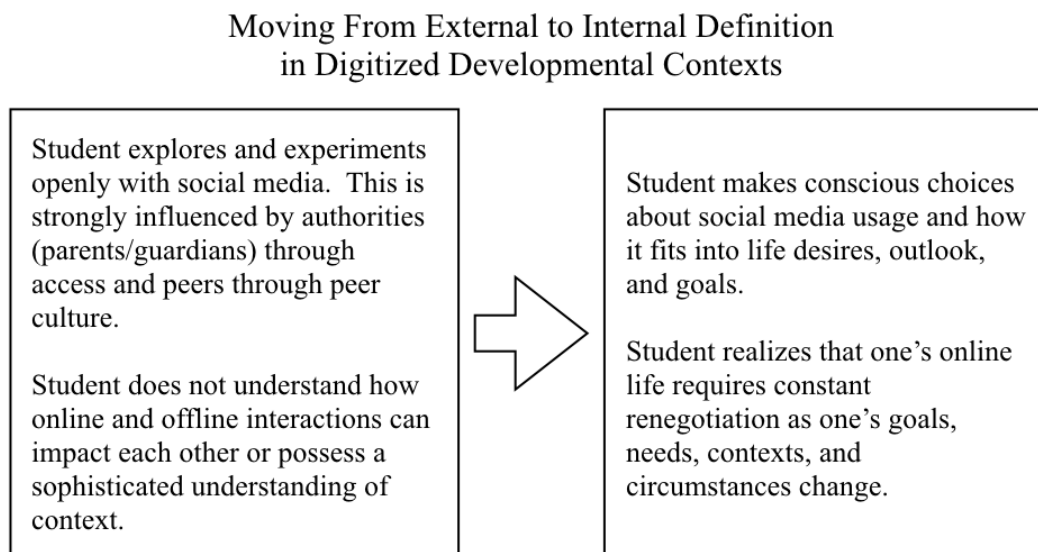 Moving From External to Internal Definition
in Digitized Developmental Contexts
Student explores and experiments
openly with social media.  This is
strongly influenced by authorities
(parents/guardians) through
access and peers through peer
culture.
Student does not understand how
online and offline interactions can
impact each other or possess a
sophisticated understanding of
context.
Student makes conscious choices
about social media usage and how
it fits into life desires, outlook,
and goals.
Student realizes that one’s online
life requires constant
renegotiation as one’s goals,
needs, contexts, and
circumstances change.